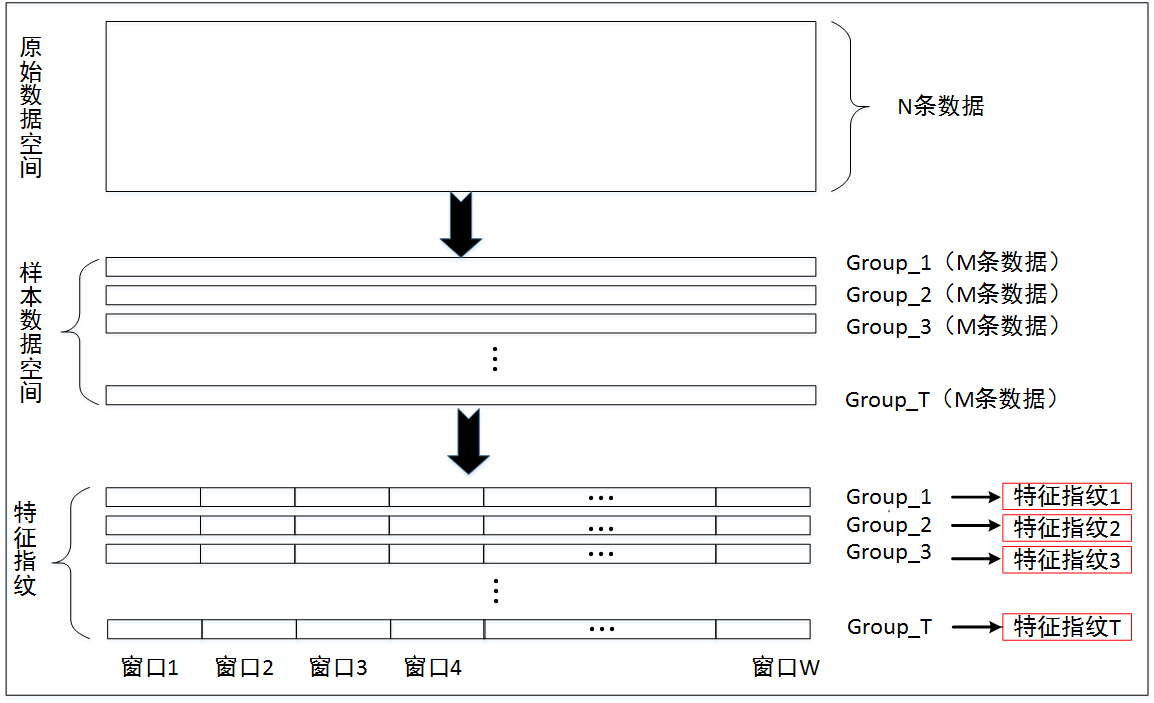 原始数据空间
N条数据
样本数据空间
Group_1（M条数据）
Group_2（M条数据）
Group_3（M条数据）
Group_T（M条数据）
特征指纹
Group_1
特征指纹1
Group_2
特征指纹2
Group_3
特征指纹3
Group_T
特征指纹T
窗口1 窗口2 窗口3 窗口4 窗口W